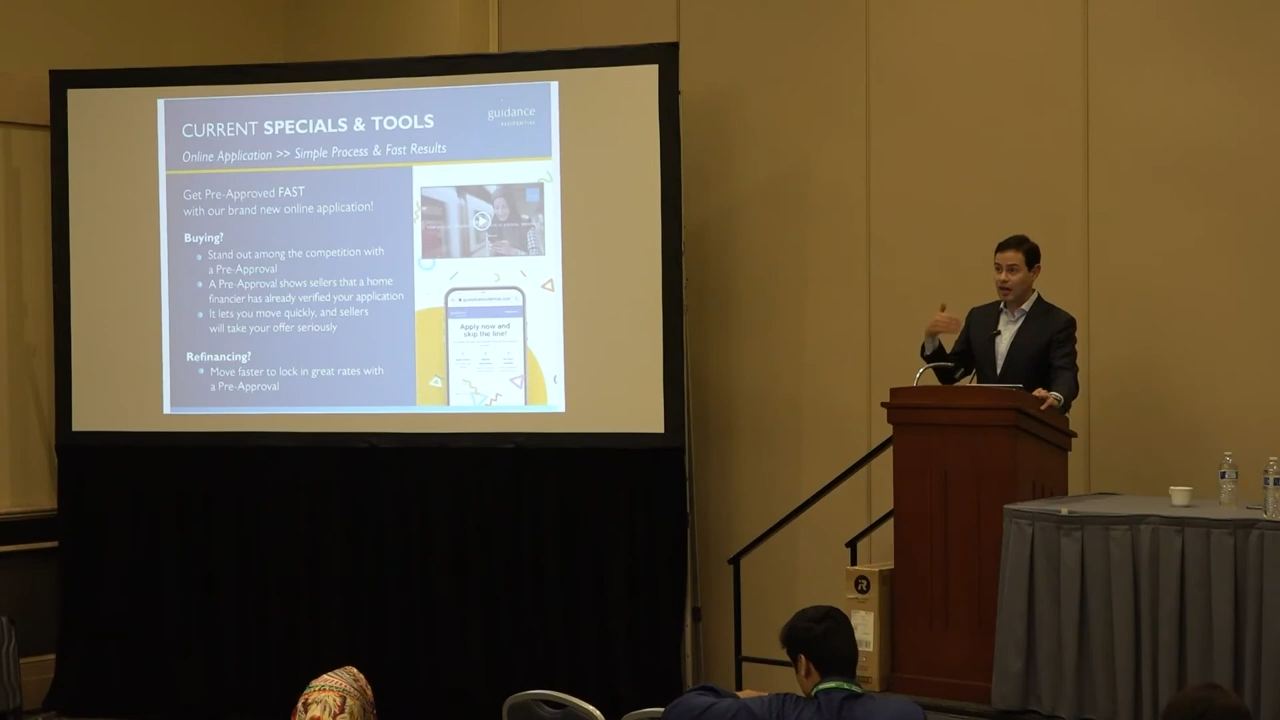 CURRENT SPECIALS & TOOLS
guidance
RESIDENTIAL
Online Application >> Simple Process & Fast Results
Get Pre-Approved FAST
with our brand new online application!
Buying?
Stand out among the competition with
a Pre-Approval
A Pre-Approval shows sellers that a home
financier has already verified your application
It lets you move quickly, and sellers
will take your offer seriously
Refinancing?
Move faster to lock in great rates with
a Pre-Approval
Apply now and
skip the line!
R